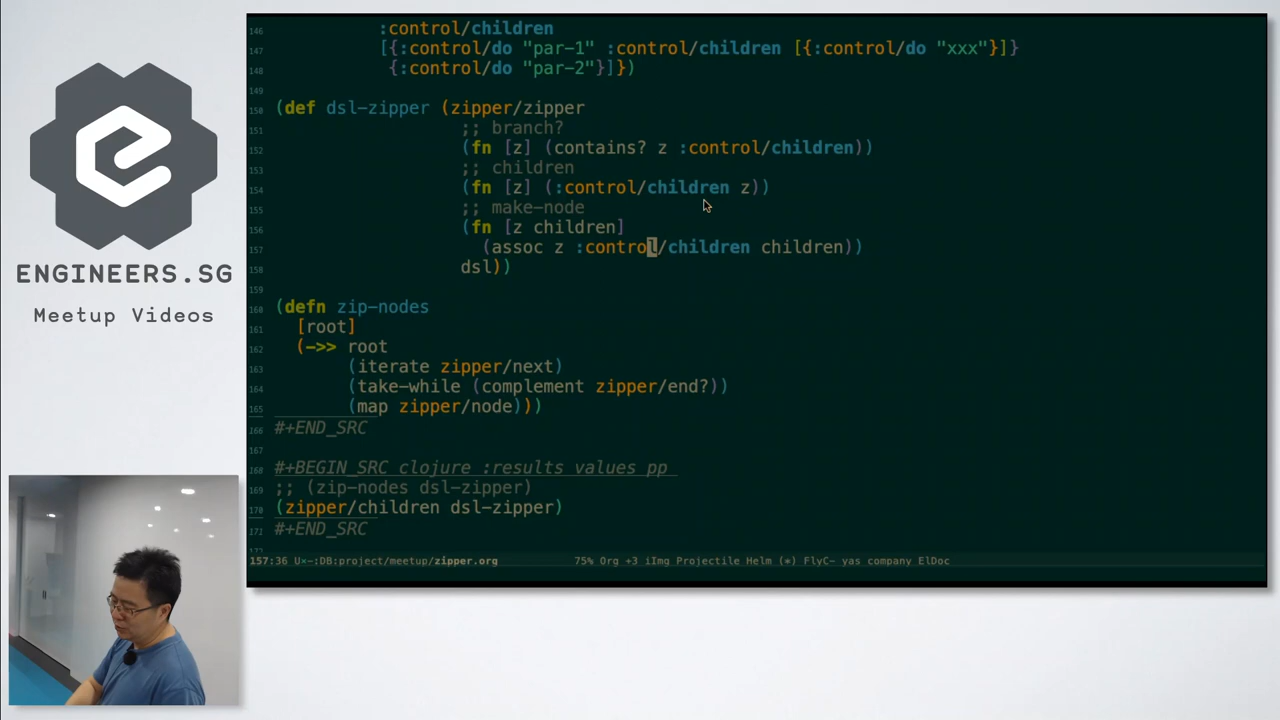 ENGINEERS.SG
Meetup Videos
146 :control/children
147 [{:control/do "par-1" :control/children [{:control/do "xxx"}]}
148 {:control/do "par-2"}]})
149
150 (def dsl-zipper (zipper/zipper
151 ;; branch?
152 (fn [z] (contains? z :control/children))
153 ;; children
154 (fn [z] (:control/children z))
155 ;; make-node
156 (fn [z children]
157 (assoc z :control/children children))
158 dsl))
159
160 (defn zip-nodes
161 [root]
162 (->> root
163 (iterate zipper/next)
164 (take-while (complement zipper/end?))
165 (map zipper/node)))
166 #+END_SRC
167
168 #+BEGIN_SRC clojure :results values pp
169 ;; (zip-nodes dsl-zipper)
170 (zipper/children dsl-zipper)
171 #+END_SRC
157:36 U×-:DB:project/meetup/zipper.org 75% Org +3 iImg Projectile Helm (*) FlyC- yas company ElDoc